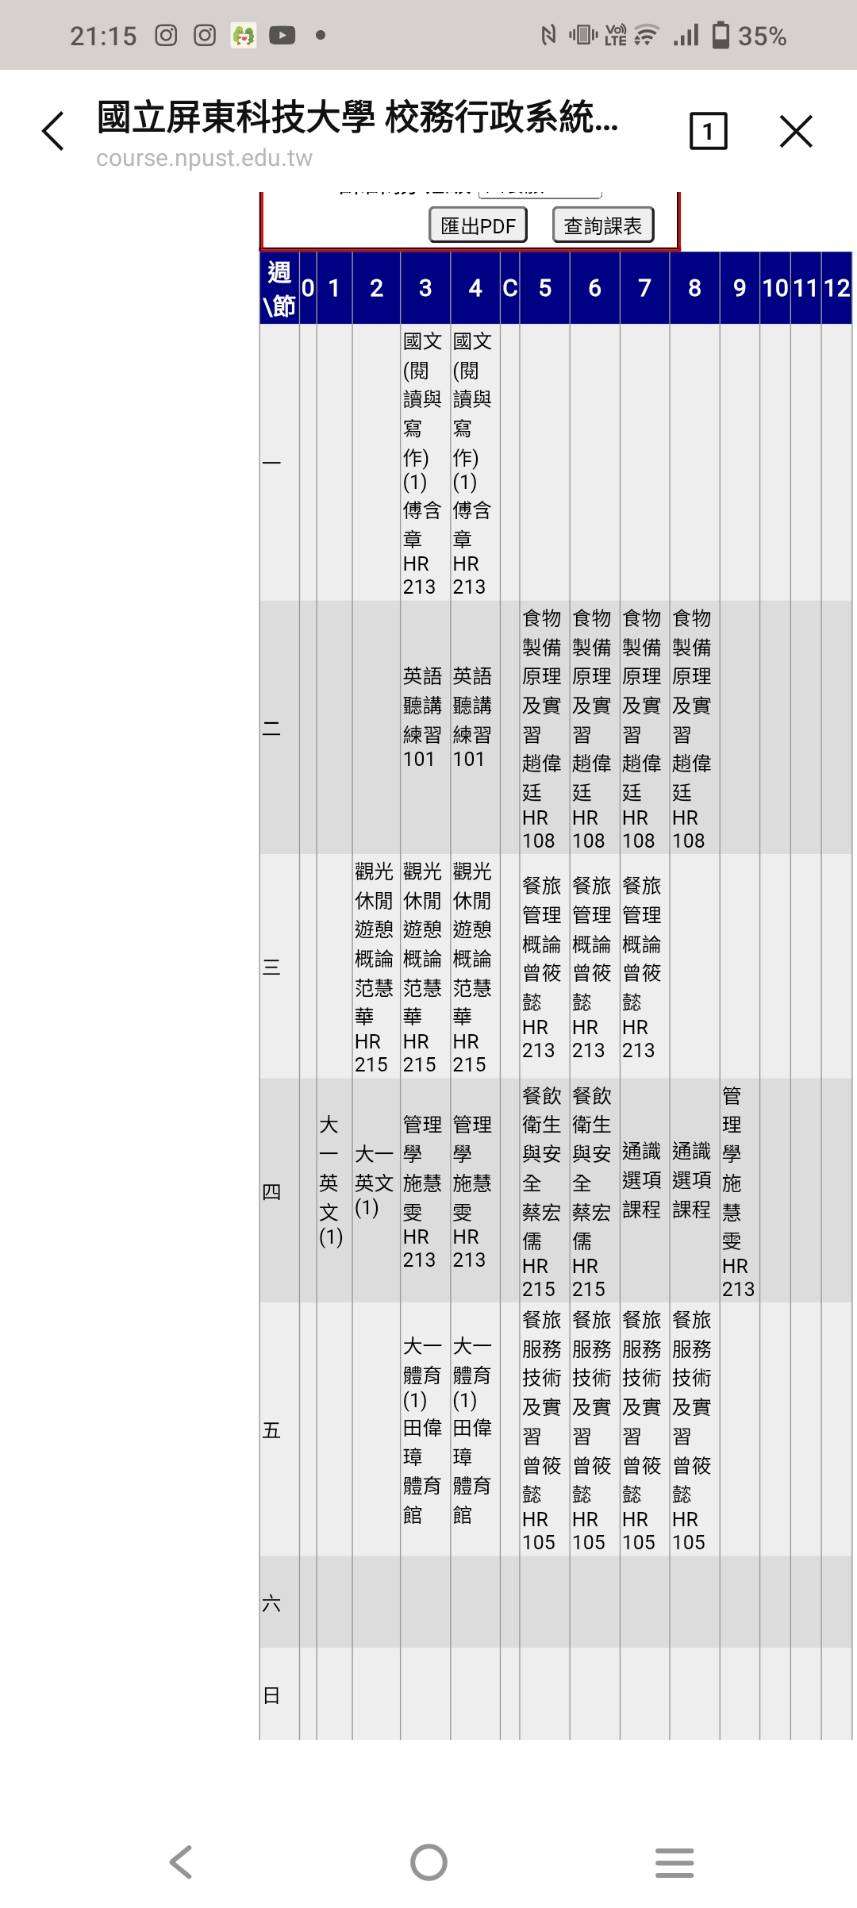 21:15
VoLTE
35%
國立屏東科技大學 校務行政系統...
course.npust.edu.tw
1
匯出PDF 查詢課表
週\節 0 1 2 3 4 C 5 6 7 8 9 10 11 12
一
國文(閱讀與寫作)(1) 傅含章 HR 213
國文(閱讀與寫作)(1) 傅含章 HR 213
二
英語聽講練習 101
英語聽講練習 101
食物製備原理及實習 趙偉廷 HR 108
食物製備原理及實習 趙偉廷 HR 108
食物製備原理及實習 趙偉廷 HR 108
食物製備原理及實習 趙偉廷 HR 108
三
觀光休閒遊憩概論 范慧華 HR 215
觀光休閒遊憩概論 范慧華 HR 215
觀光休閒遊憩概論 范慧華 HR 215
餐旅管理概論 曾筱懿 HR 213
餐旅管理概論 曾筱懿 HR 213
餐旅管理概論 曾筱懿 HR 213
四
大一英文(1)
大一英文(1)
管理學 施慧雯 HR 213
管理學 施慧雯 HR 213
餐飲衛生與安全 蔡宏儒 HR 215
餐飲衛生與安全 蔡宏儒 HR 215
通識選項課程
通識選項課程
管理學 施慧雯 HR 213
五
大一體育(1) 田偉璋 體育館
大一體育(1) 田偉璋 體育館
餐旅服務技術及實習 曾筱懿 HR 105
餐旅服務技術及實習 曾筱懿 HR 105
餐旅服務技術及實習 曾筱懿 HR 105
餐旅服務技術及實習 曾筱懿 HR 105
六
日